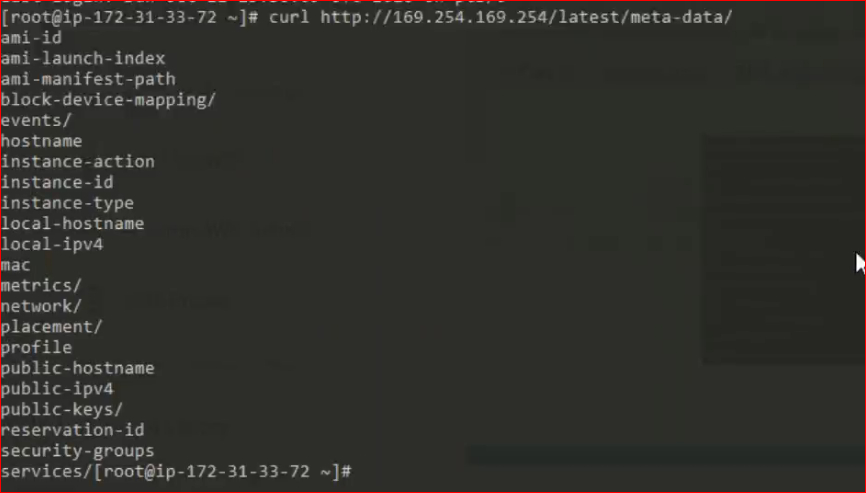 [root@ip-172-31-33-72 ~]# curl http://169.254.169.254/latest/meta-data/
ami-id
ami-launch-index
ami-manifest-path
block-device-mapping/
events/
hostname
instance-action
instance-id
instance-type
local-hostname
local-ipv4
mac
metrics/
network/
placement/
profile
public-hostname
public-ipv4
public-keys/
reservation-id
security-groups
services/[root@ip-172-31-33-72 ~]#